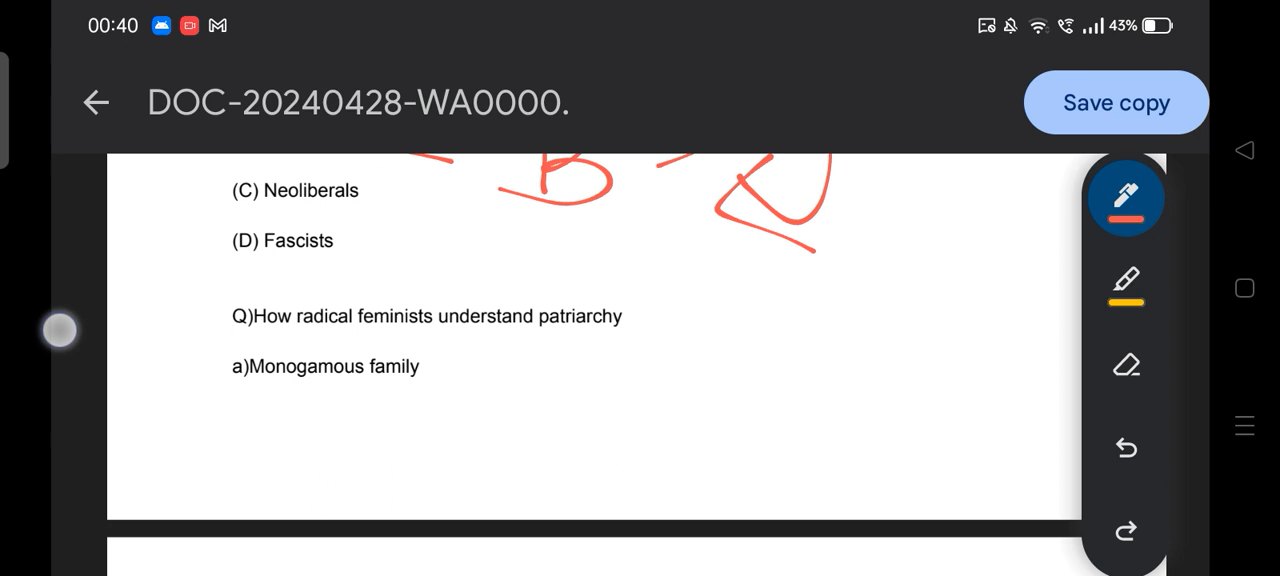 00:40
43%
DOC-20240428-WA0000.
Save copy
B
(C) Neoliberals
(D) Fascists
Q)How radical feminists understand patriarchy
a)Monogamous family